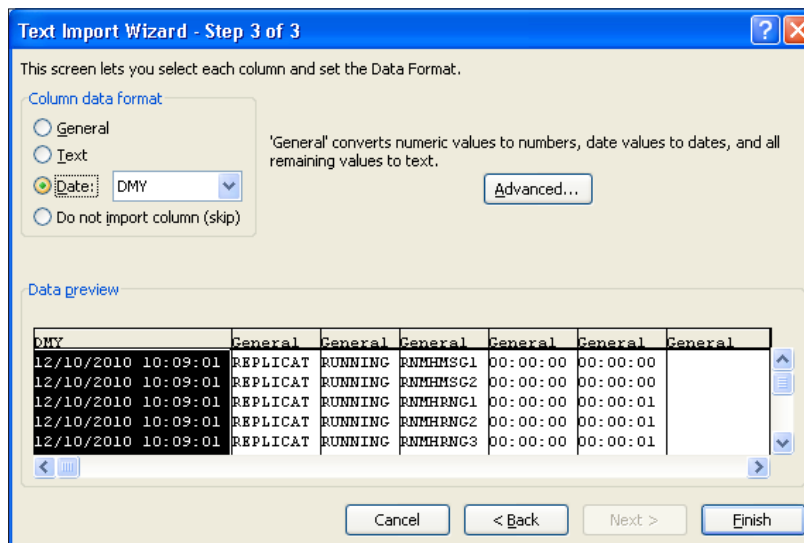 Text Import Wizard - Step 3 of 3
This screen lets you select each column and set the Data Format.
Column data format
General
Text
Date: DMY
Do not import column (skip)
'General' converts numeric values to numbers, date values to dates, and all
remaining values to text.
Advanced...
Data preview
DMY General General General General General General
12/10/2010 10:09:01 REPLICAT RUNNING RNMHMSG1 00:00:00 00:00:00
12/10/2010 10:09:01 REPLICAT RUNNING RNMHMSG2 00:00:00 00:00:00
12/10/2010 10:09:01 REPLICAT RUNNING RNMHRNG1 00:00:00 00:00:01
12/10/2010 10:09:01 REPLICAT RUNNING RNMHRNG2 00:00:00 00:00:01
12/10/2010 10:09:01 REPLICAT RUNNING RNMHRNG3 00:00:00 00:00:01
Cancel < Back Next > Finish